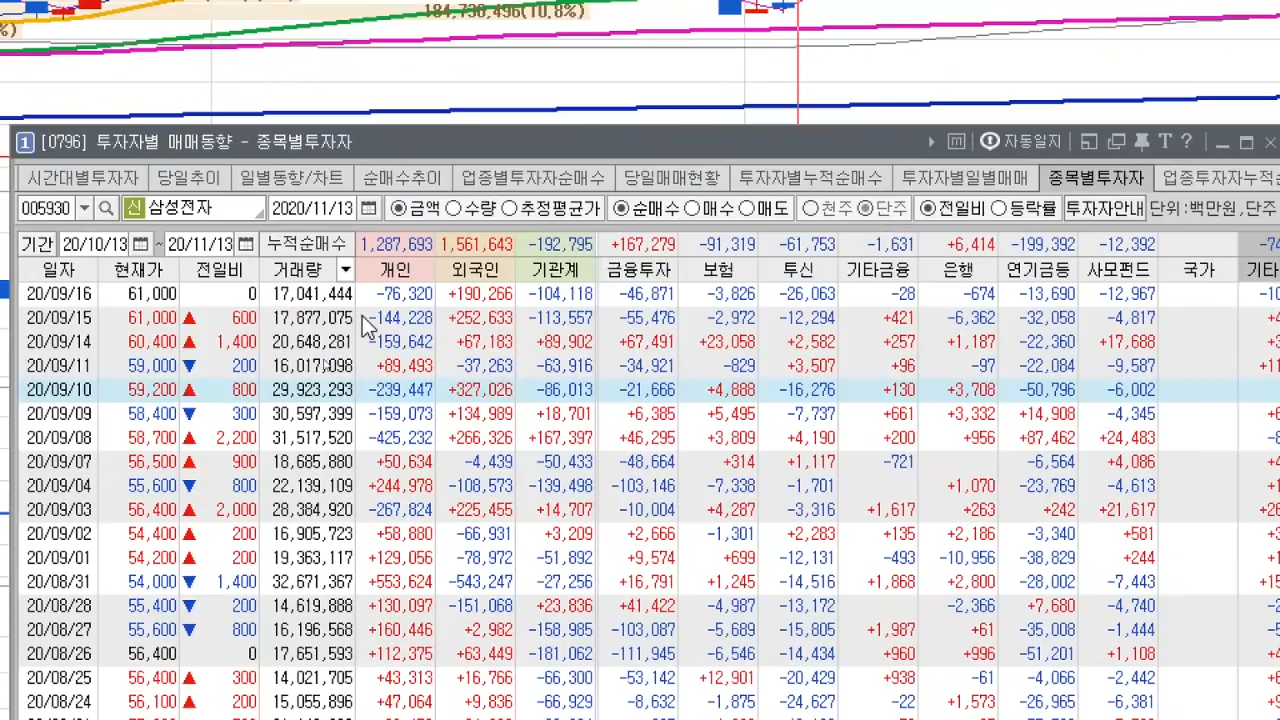 %)
184,738,496(10,8%)
1 [0796] 투자자별 매매동향 - 종목별투자자 m 자동일지 T ?
시간대별투자자 당일추이 일별동향/차트 순매수추이 업종별투자자순매수 당일매매현황 투자자별누적순매수 투자자별일별매매 종목별투자자 업종투자자누적순
005930 신 삼성전자 2020/11/13 금액 수량 추정평균가 순매수 매수 매도 천주 단주 전일비 등락률 투자자안내 단위:백만원,단주
기간 20/10/13 ~ 20/11/13 누적순매수 1,287,693 1,561,643 -192,795 +167,279 -91,319 -61,753 -1,631 +6,414 -199,392 -12,392
일자 현재가 전일비 거래량 개인 외국인 기관계 금융투자 보험 투신 기타금융 은행 연기금등 사모펀드 국가 기타
20/09/16 61,000 0 17,041,444 -76,320 +190,266 -104,118 -46,871 -3,826 -26,063 -28 -674 -13,690 -12,967
20/09/15 61,000 ▲ 600 17,877,075 -144,228 +252,633 -113,557 -55,476 -2,972 -12,294 +421 -6,362 -32,058 -4,817
20/09/14 60,400 ▲ 1,400 20,648,281 -159,642 +67,183 +89,902 +67,491 +23,058 +2,582 +257 +1,187 -22,360 +17,688
20/09/11 59,000 ▼ 200 16,017,098 +89,493 -37,263 -63,916 -34,921 -829 +3,507 +96 -97 -22,084 -9,587
20/09/10 59,200 ▲ 800 29,923,293 -239,447 +327,026 -86,013 -21,666 +4,888 -16,276 +130 +3,708 -50,796 -6,002
20/09/09 58,400 ▼ 300 30,597,399 -159,073 +134,989 +18,701 +6,385 +5,495 -7,737 +661 +3,332 +14,908 -4,345
20/09/08 58,700 ▲ 2,200 31,517,520 -425,232 +266,326 +167,397 +46,295 +3,809 +4,190 +200 +956 +87,462 +24,483
20/09/07 56,500 ▲ 900 18,685,880 +50,634 -4,439 -50,433 -48,664 +314 +1,117 -721 -6,564 +4,086
20/09/04 55,600 ▼ 800 22,139,109 +244,978 -108,573 -139,498 -103,146 -7,338 -1,701 +1,070 -23,769 -4,613
20/09/03 56,400 ▲ 2,000 28,384,920 -267,824 +225,455 +14,707 -10,004 +4,287 -3,316 +1,617 +263 +242 +21,617
20/09/02 54,400 ▲ 200 16,905,723 +58,880 -66,931 +3,209 +2,666 -1,301 +2,283 +135 +2,186 -3,340 +581
20/09/01 54,200 ▲ 200 19,363,117 +129,056 -78,972 -51,892 +9,574 +699 -12,131 -493 -10,956 -38,829 +244
20/08/31 54,000 ▼ 1,400 32,671,367 +553,624 -543,247 -27,256 +16,791 +1,245 -14,516 +1,868 +2,800 -28,002 -7,443
20/08/28 55,400 ▼ 200 14,619,888 +130,097 -151,068 +23,836 +41,422 -4,987 -13,172 -2,366 +7,680 -4,740
20/08/27 55,600 ▼ 800 16,196,568 +160,446 +2,982 -158,985 -103,087 -5,689 -15,805 +1,987 +61 -35,008 -1,444
20/08/26 56,400 0 17,651,593 +112,375 +63,449 -181,062 -111,945 -6,546 -14,434 +960 +996 -51,201 +1,108
20/08/25 56,400 ▲ 300 14,021,705 +43,313 +16,766 -66,300 -53,142 +12,901 -20,429 +938 -61 -4,066 -2,442
20/08/24 56,100 ▲ 200 15,055,896 +47,064 +9,836 -66,929 -8,632 -1,875 -24,627 -22 +1,573 -26,965 -6,381